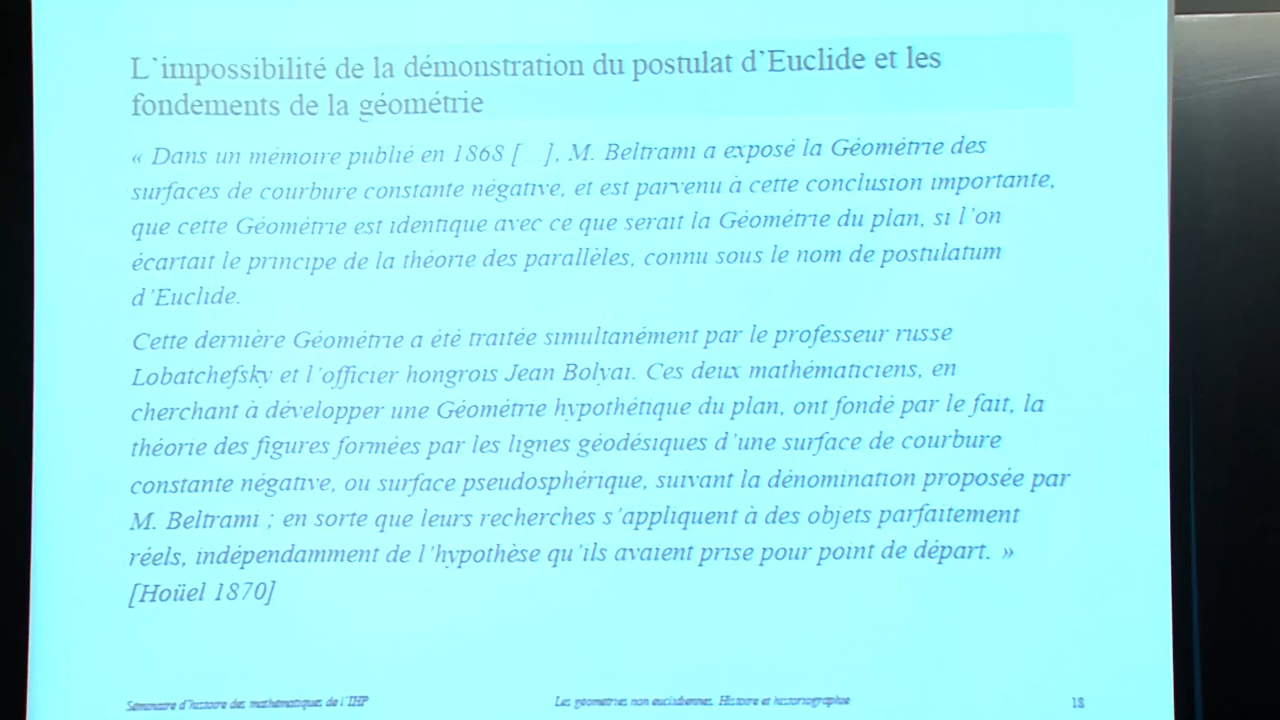 L'impossibilité de la démonstration du postulat d'Euclide et les
fondements de la géométrie
« Dans un mémoire publié en 1868 [...], M. Beltrami a exposé la Géométrie des
surfaces de courbure constante négative, et est parvenu à cette conclusion importante,
que cette Géométrie est identique avec ce que serait la Géométrie du plan, si l'on
écartait le principe de la théorie des parallèles, connu sous le nom de postulatum
d'Euclide.
Cette dernière Géométrie a été traitée simultanément par le professeur russe
Lobatchefsky et l'officier hongrois Jean Bolyai. Ces deux mathématiciens, en
cherchant à développer une Géométrie hypothétique du plan, ont fondé par le fait, la
théorie des figures formées par les lignes géodésiques d'une surface de courbure
constante négative, ou surface pseudosphérique, suivant la dénomination proposée par
M. Beltrami ; en sorte que leurs recherches s'appliquent à des objets parfaitement
réels, indépendamment de l'hypothèse qu'ils avaient prise pour point de départ. »
[Hoüel 1870]
Séminaire d'histoire des mathématiques de l'IHP
Les géométries non euclidiennes. Histoire et historiographie
18